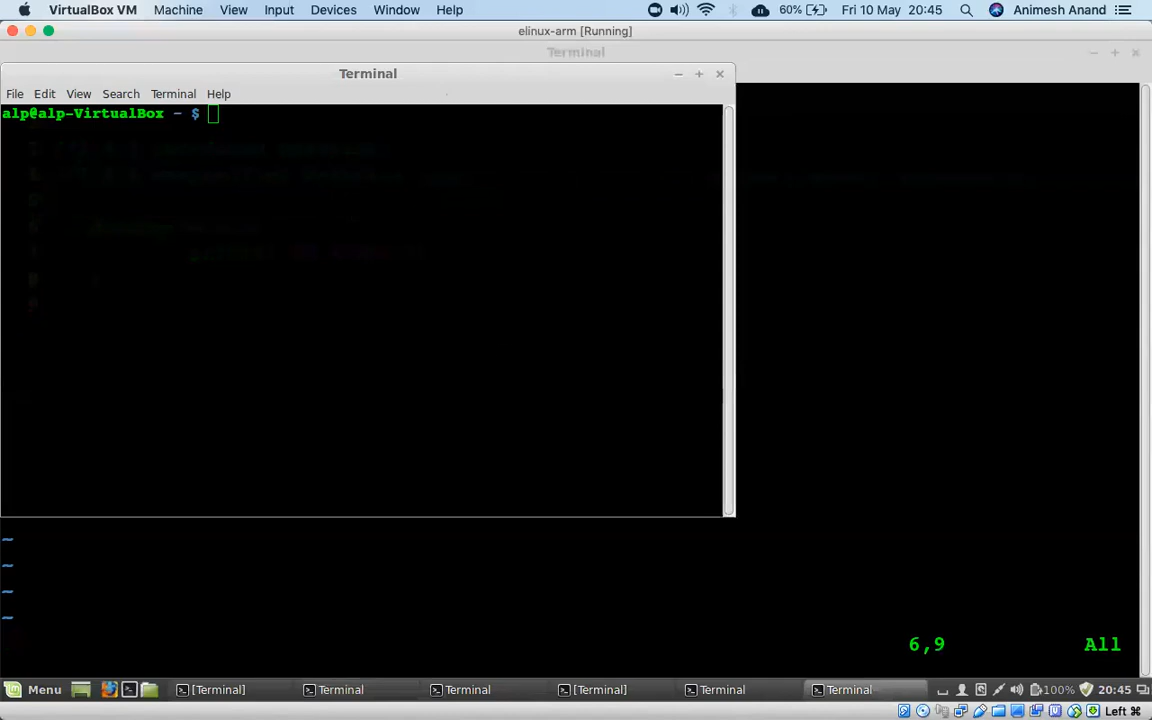 VirtualBox VM Machine View Input Devices Window Help 60% Fri 10 May 20:45 Animesh Anand
elinux-arm [Running]
Terminal
Terminal
File Edit View Search Terminal Help
alp@alp-VirtualBox ~ $
~
~
~
~
6,9 All
Menu [Terminal] Terminal Terminal [Terminal] Terminal Terminal 100% 20:45
Left ⌘